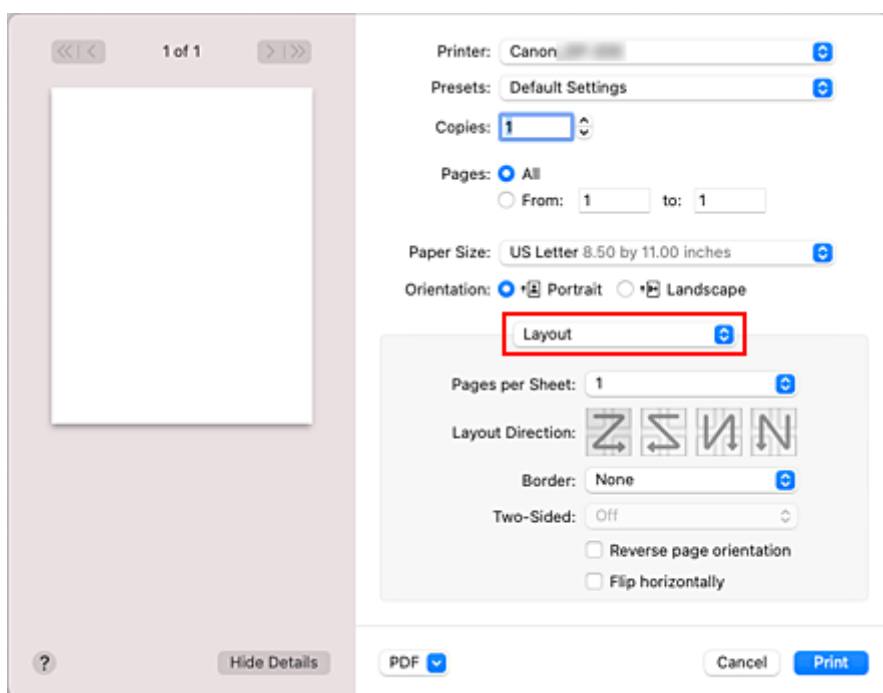 1 of 1
Printer: Canon
Presets: Default Settings
Copies: 1
Pages: All
From: 1 to: 1
Paper Size: US Letter 8.50 by 11.00 inches
Orientation: Portrait Landscape
Layout
Pages per Sheet: 1
Layout Direction:
Border: None
Two-Sided: Off
Reverse page orientation
Flip horizontally
? Hide Details PDF Cancel Print